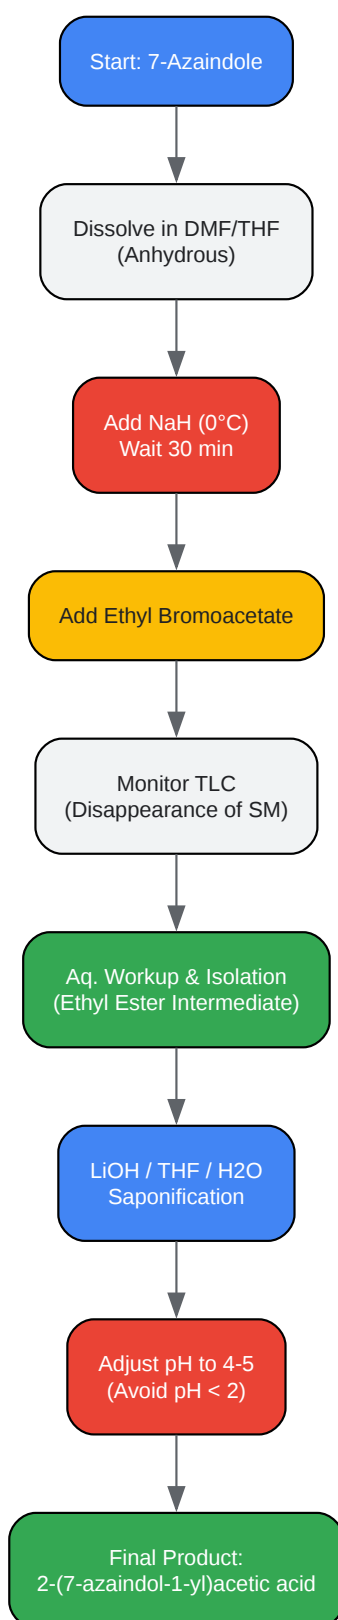 Start: 7-Azaindole
Dissolve in DMF/THF
(Anhydrous)
Add NaH (0°C)
Wait 30 min
Add Ethyl Bromoacetate
Monitor TLC
(Disappearance of SM)
Aq. Workup & Isolation
(Ethyl Ester Intermediate)
LiOH / THF / H2O
Saponification
Adjust pH to 4-5
(Avoid pH < 2)
Final Product:
2-(7-azaindol-1-yl)acetic acid